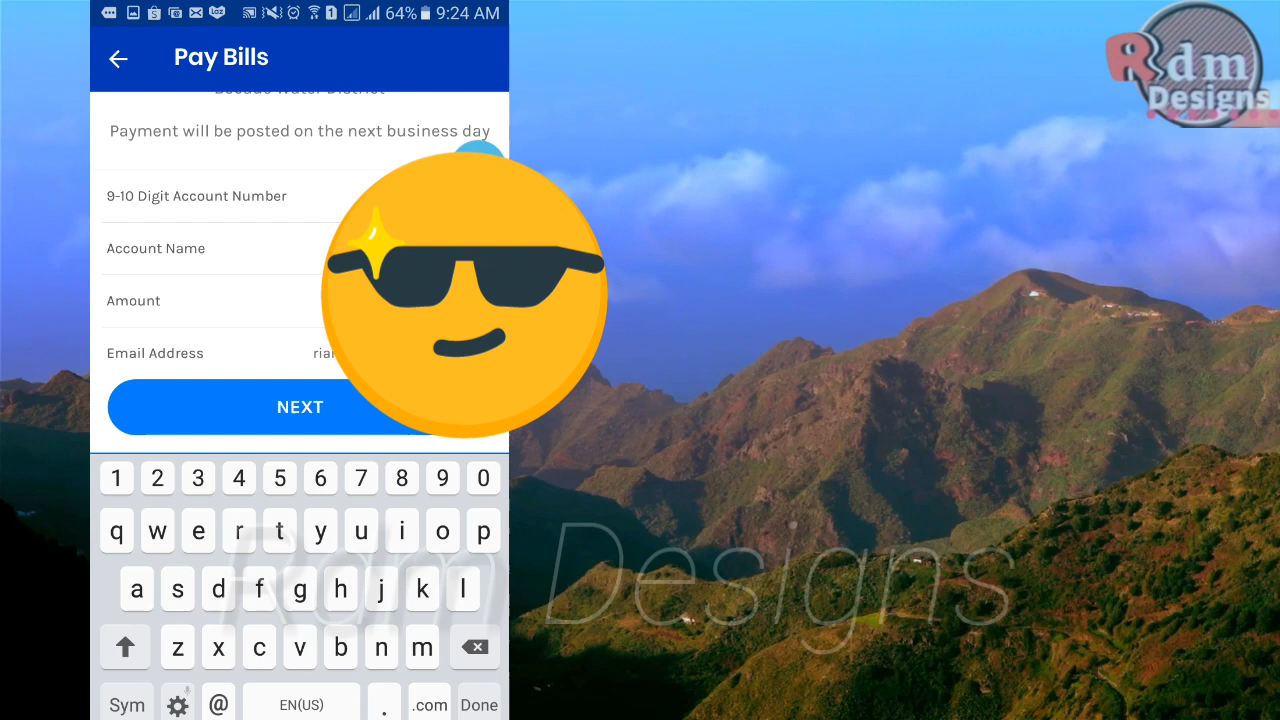 64% 9:24 AM
Pay Bills
Payment will be posted on the next business day
9-10 Digit Account Number
Account Name
Amount
Email Address
NEXT
1 2 3 4 5 6 7 8 9 0
q w e r t y u i o p
a s d f g h j k l
z x c v b n m
Sym @ EN(US) . .com Done
Rdm Designs
Rdm
Designs